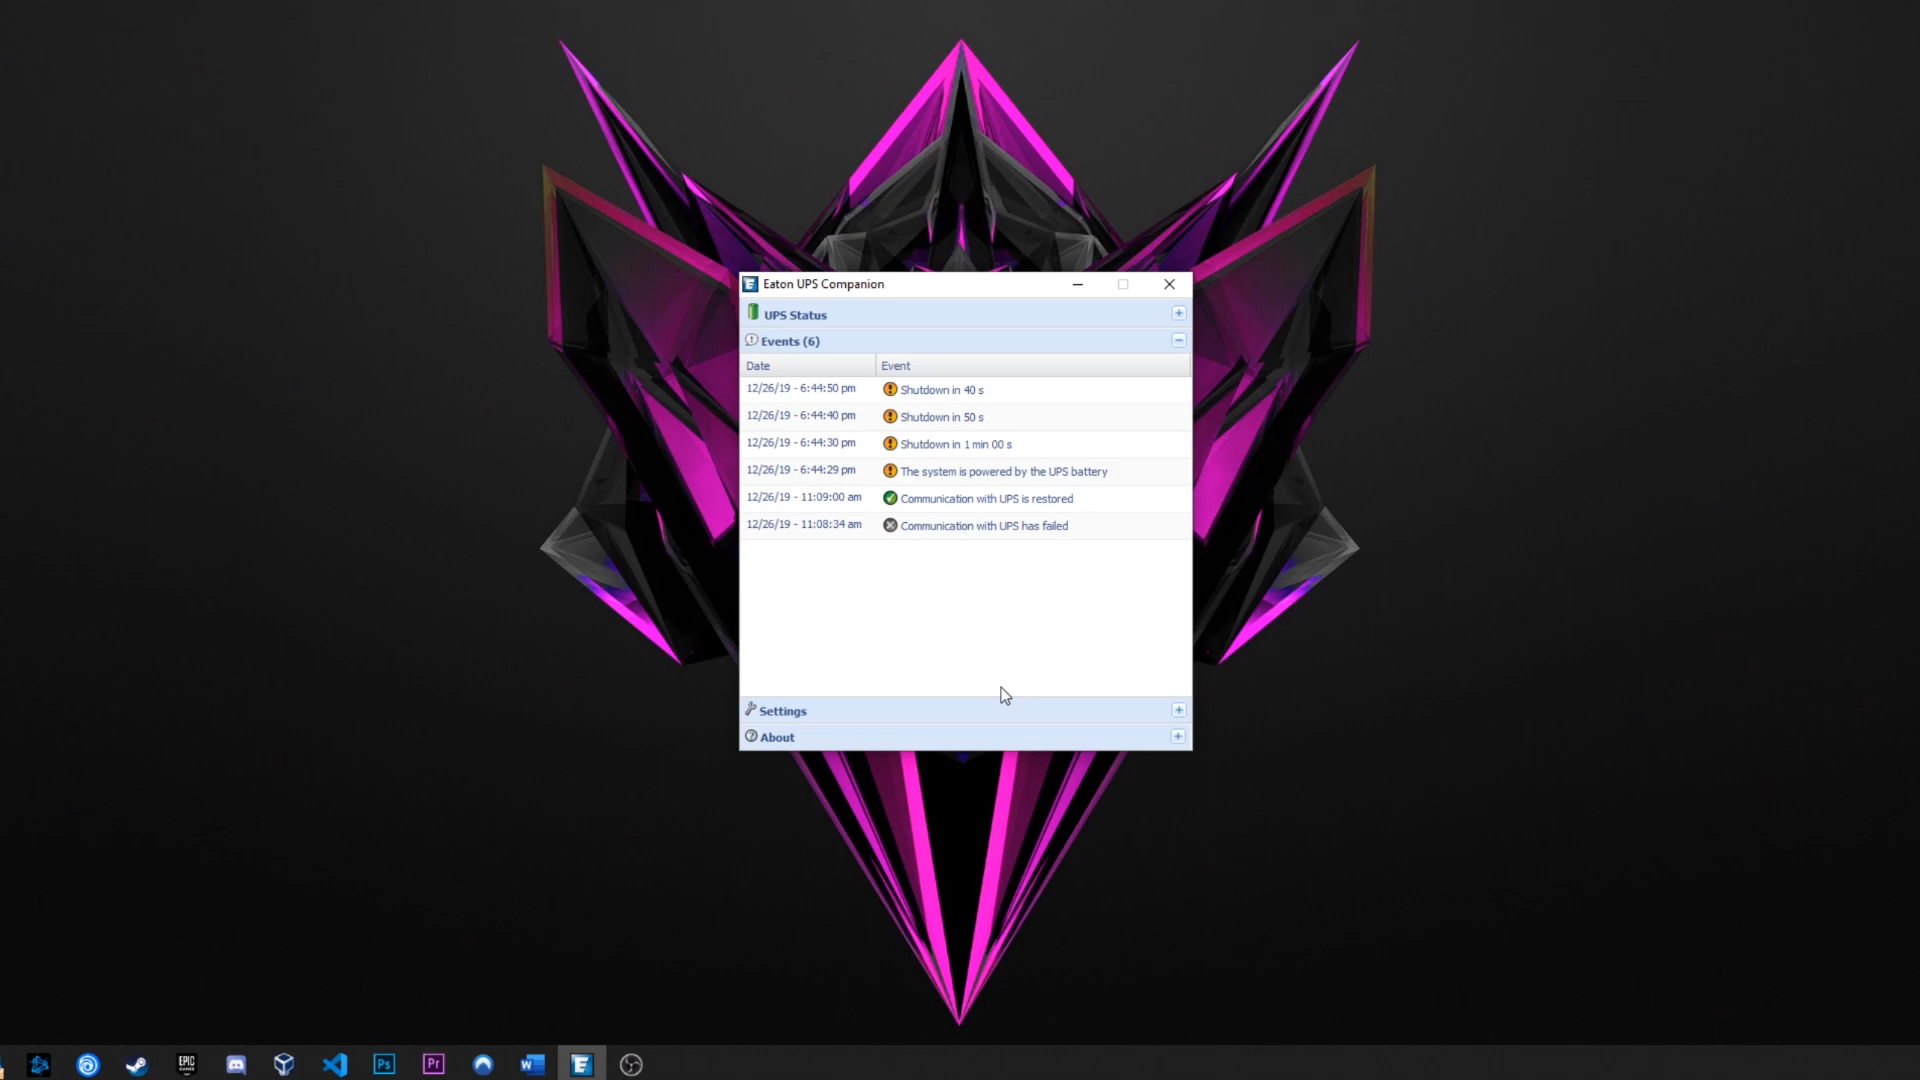 Eaton UPS Companion
UPS Status
Events (6)
Date Event
12/26/19 - 6:44:50 pm Shutdown in 40 s
12/26/19 - 6:44:40 pm Shutdown in 50 s
12/26/19 - 6:44:30 pm Shutdown in 1 min 00 s
12/26/19 - 6:44:29 pm The system is powered by the UPS battery
12/26/19 - 11:09:00 am Communication with UPS is restored
12/26/19 - 11:08:34 am Communication with UPS has failed
Settings
About
EPIC
GAMES
Ps
Pr
W
E